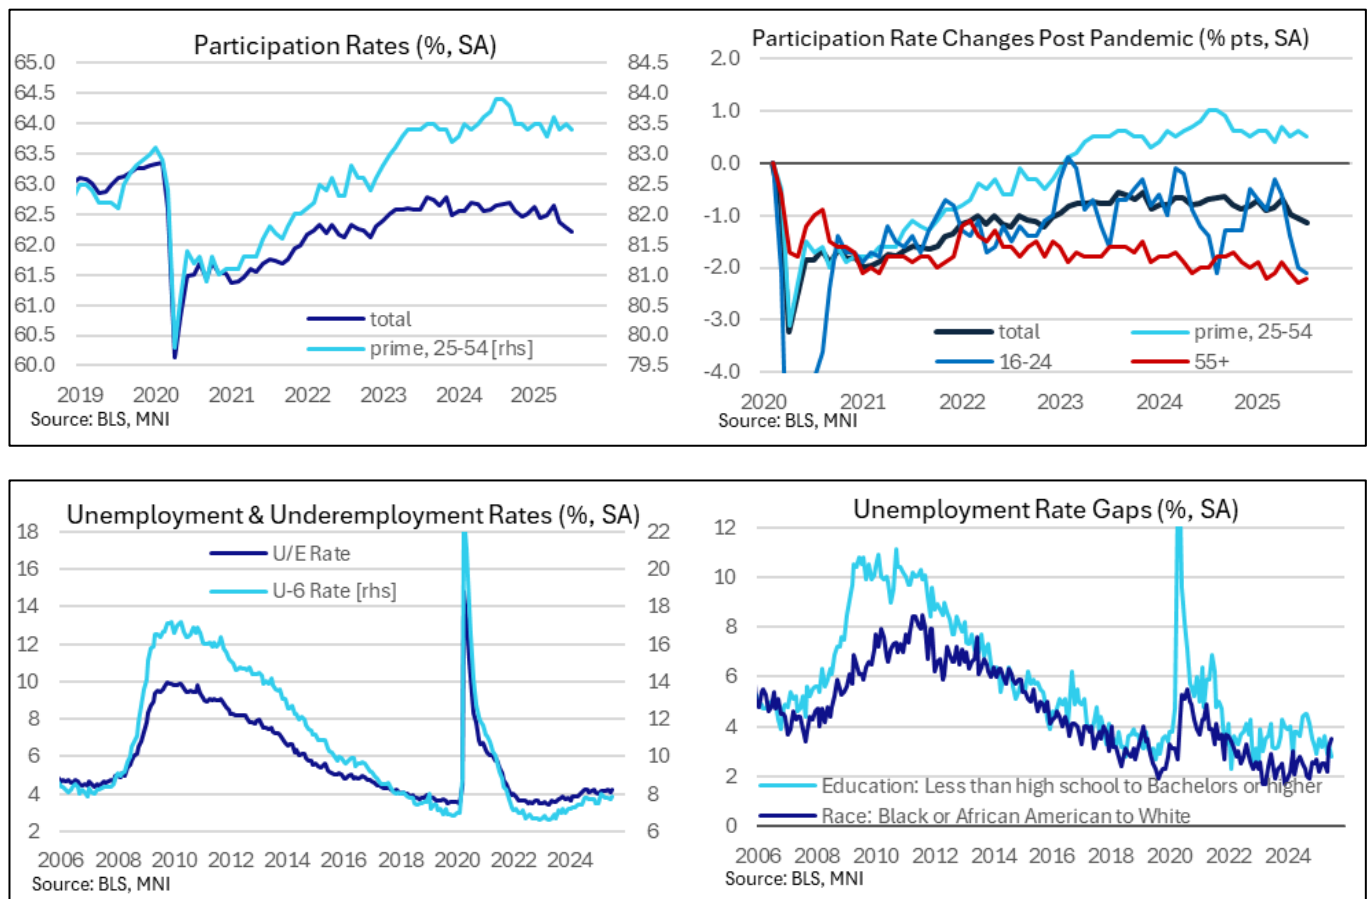 Participation Rates (%, SA)
65.0
64.5
64.0
63.5
63.0
62.5
62.0
61.5
61.0
60.5
60.0
84.5
84.0
83.5
83.0
82.5
82.0
81.5
81.0
80.5
80.0
79.5
total
prime, 25-54 [rhs]
2019 2020 2021 2022 2023 2024 2025
Source: BLS, MNI
Participation Rate Changes Post Pandemic (% pts, SA)
2.0
1.0
0.0
-1.0
-2.0
-3.0
-4.0
total prime, 25-54
16-24 55+
2020 2021 2022 2023 2024 2025
Source: BLS, MNI
Unemployment & Underemployment Rates (%, SA)
18
16
14
12
10
8
6
4
2
22
20
18
16
14
12
10
8
6
U/E Rate
U-6 Rate [rhs]
2006 2008 2010 2012 2014 2016 2018 2020 2022 2024
Source: BLS, MNI
Unemployment Rate Gaps (%, SA)
12
10
8
6
4
2
0
Education: Less than high school to Bachelors or higher
Race: Black or African American to White
2006 2008 2010 2012 2014 2016 2018 2020 2022 2024
Source: BLS, MNI